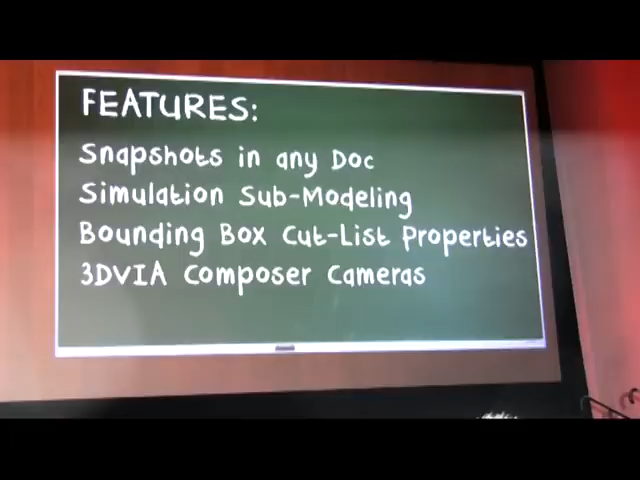 FEATURES:
Snapshots in any Doc
Simulation Sub-Modeling
Bounding Box Cut-List Properties
3DVIA Composer Cameras